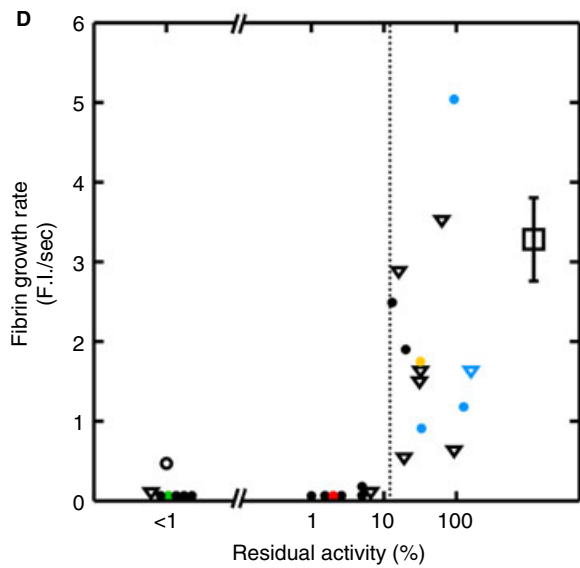 D
6
5
4
3
2
1
0
Fibrin growth rate
(F.I./sec)
<1
1
10
100
Residual activity (%)